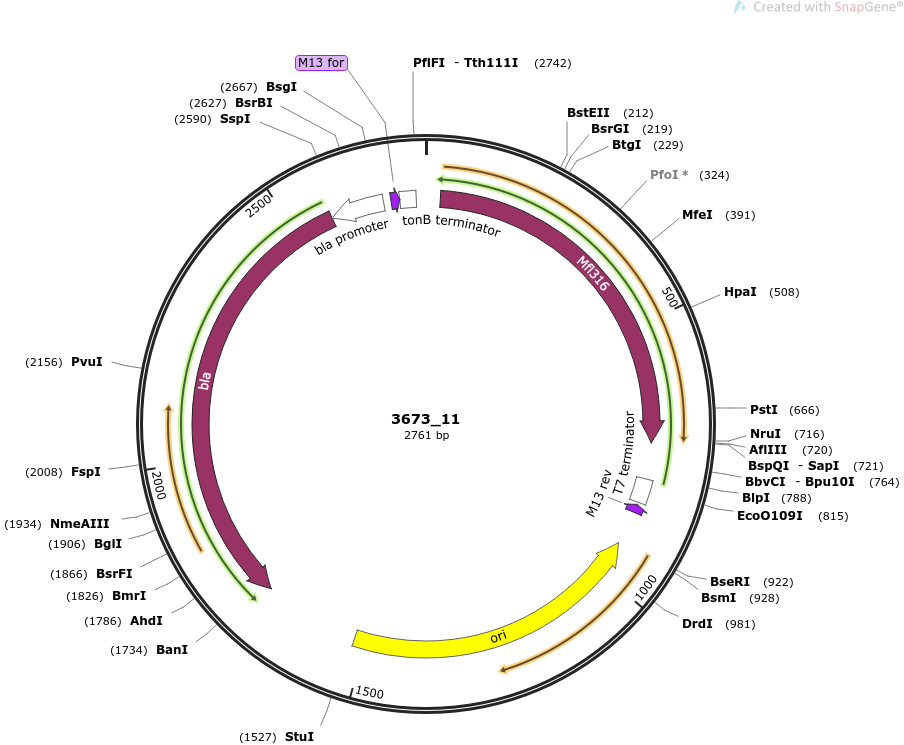 Created with SnapGene®
M13 for
PflFI - Tth111I (2742)
(2667) BsgI
(2627) BsrBI
(2590) SspI
BstEII (212)
BsrGI (219)
BtgI (229)
PfoI * (324)
MfeI (391)
HpaI (508)
PstI (666)
NruI (716)
AflIII (720)
BspQI - SapI (721)
BbvCI - Bpu10I (764)
BlpI (788)
EcoO109I (815)
BseRI (922)
BsmI (928)
DrdI (981)
StuI (1527)
(1734) BanI
(1786) AhdI
(1826) BmrI
(1866) BsrFI
(1906) BglI
(1934) NmeAIII
(2008) FspI
(2156) PvuI
500
1000
1500
2000
2500
bla promoter
tonB terminator
Mfl316
T7 terminator
M13 rev
ori
bla
3673_11
2761 bp